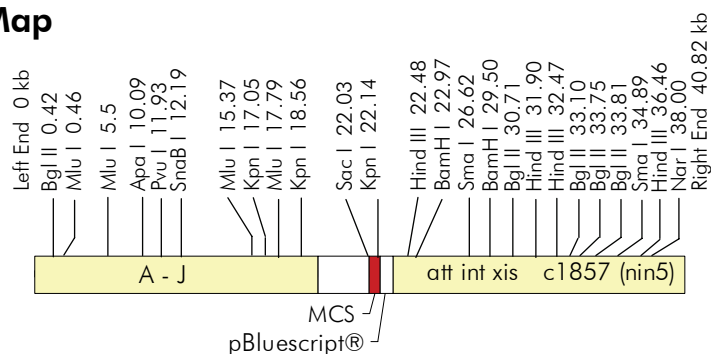 Map
Left End 0 kb
Bgl II 0.42
Mlu I 0.46
Mlu I 5.5
Apa I 10.09
Pvu I 11.93
SnaB I 12.19
Mlu I 15.37
Kpn I 17.05
Mlu I 17.79
Kpn I 18.56
Sac I 22.03
Kpn I 22.14
Hind III 22.48
BamH I 22.97
Sma I 26.62
BamH I 29.50
Bgl II 30.71
Hind III 31.90
Hind III 32.47
Bgl II 33.10
Bgl II 33.75
Bgl II 33.81
Sma I 34.89
Hind III 36.46
Nar I 38.00
Right End 40.82 kb
A - J
att int xis c1857 (nin5)
MCS
pBluescript®